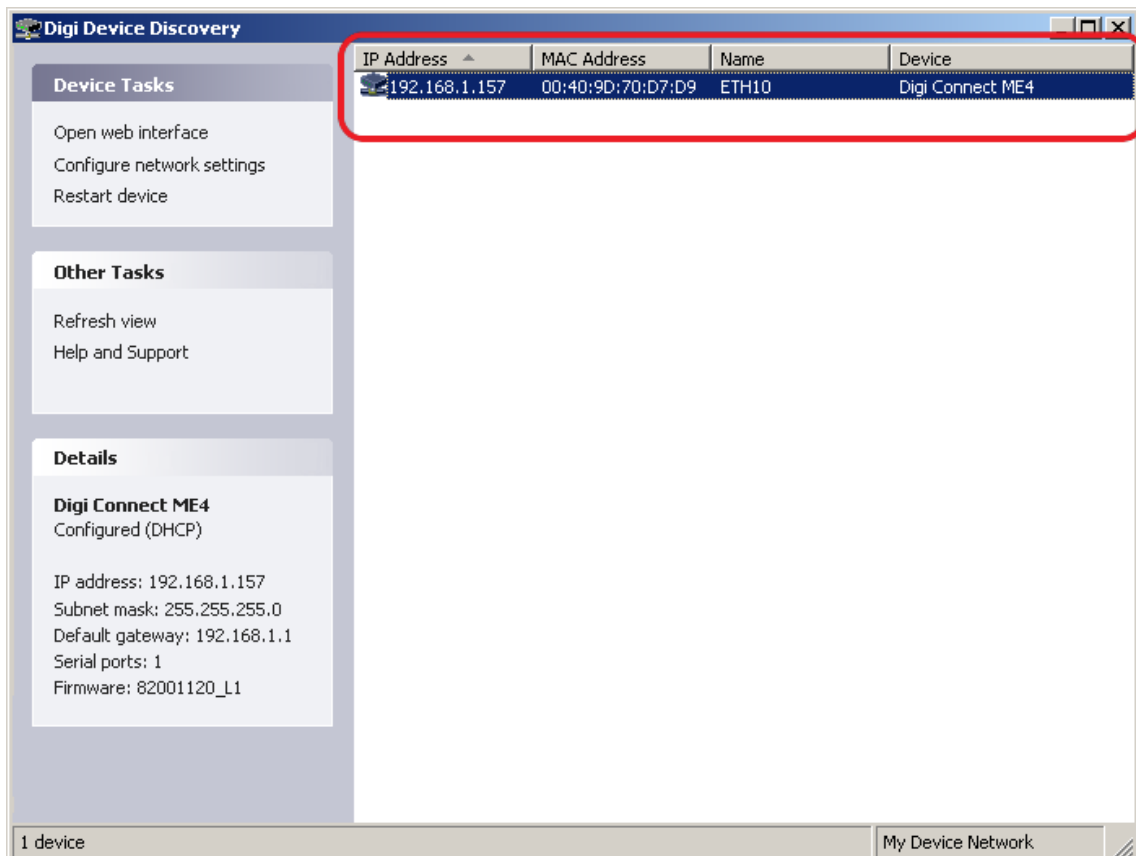 Digi Device Discovery
Device Tasks
Open web interface
Configure network settings
Restart device
Other Tasks
Refresh view
Help and Support
Details
Digi Connect ME4
Configured (DHCP)
IP address: 192.168.1.157
Subnet mask: 255.255.255.0
Default gateway: 192.168.1.1
Serial ports: 1
Firmware: 82001120_L1
IP Address MAC Address Name Device
192.168.1.157 00:40:9D:70:D7:D9 ETH10 Digi Connect ME4
1 device My Device Network